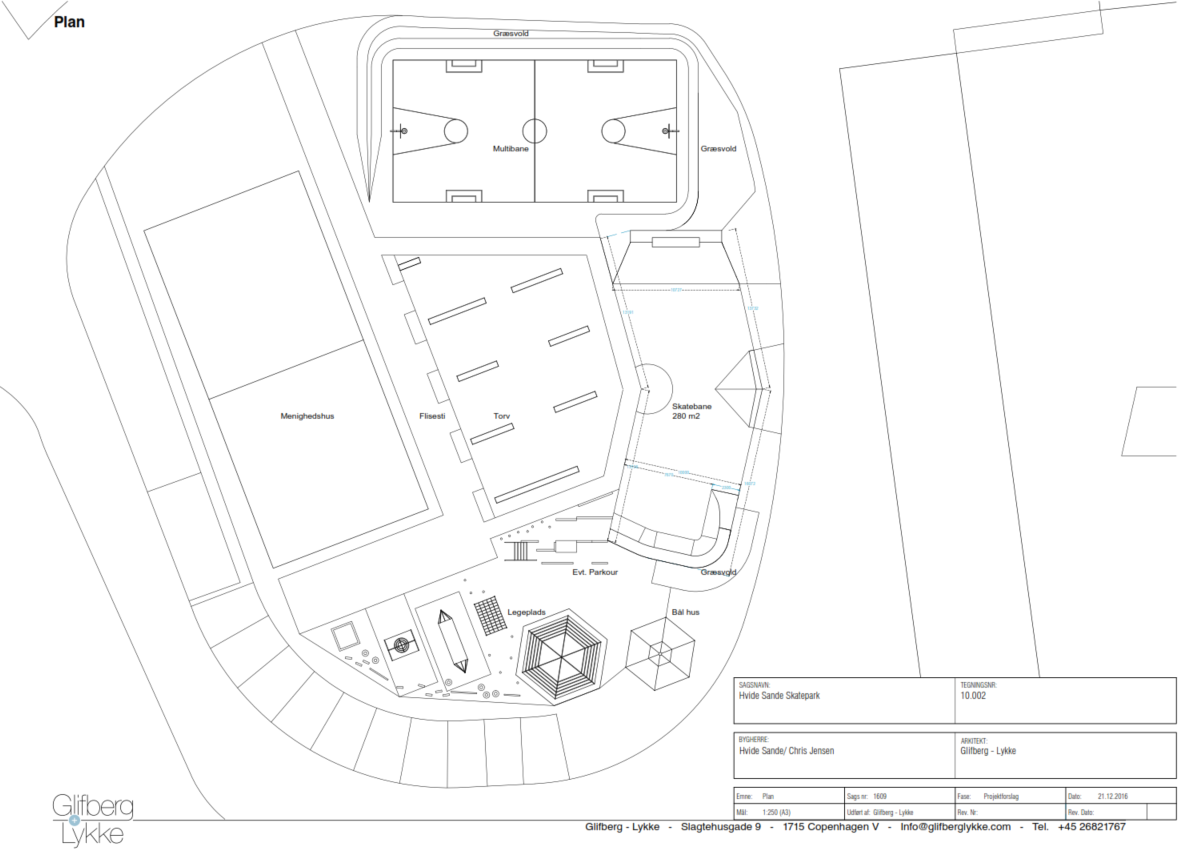 Plan
Græsvold
Multibane
Græsvold
Menighedshus
Flisesti
Torv
Skatebane
280 m2
Evt. Parkour
Græsvold
Legeplads
Bål hus
SAGSNAVN:
Hvide Sande Skatepark
TEGNINGSNR:
10.002
BYGHERRE:
Hvide Sande/ Chris Jensen
ARKITEKT:
Glifberg - Lykke
Emne: Plan
Sags nr: 1609
Fase: Projektforslag
Dato: 21.12.2016
Mål: 1:250 (A3)
Udført af: Glifberg - Lykke
Rev. Nr:
Rev. Dato:
Glifberg
Lykke
Glifberg - Lykke - Slagtehusgade 9 - 1715 Copenhagen V - Info@glifberglykke.com - Tel. +45 26821767